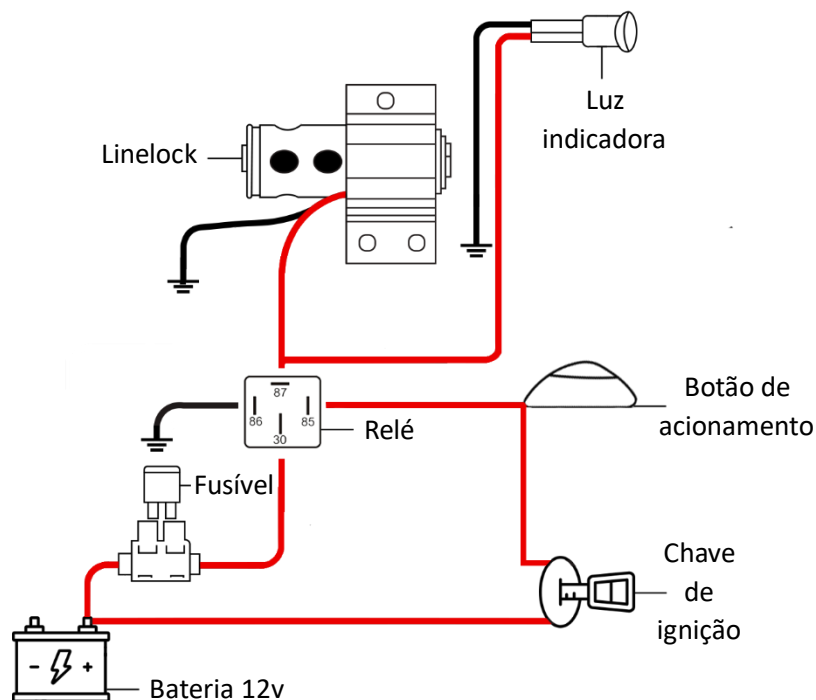 Luz
indicadora
Linelock
87
86
85
30
Relé
Botão de
acionamento
Fusível
Chave
de
ignição
- +
Bateria 12v